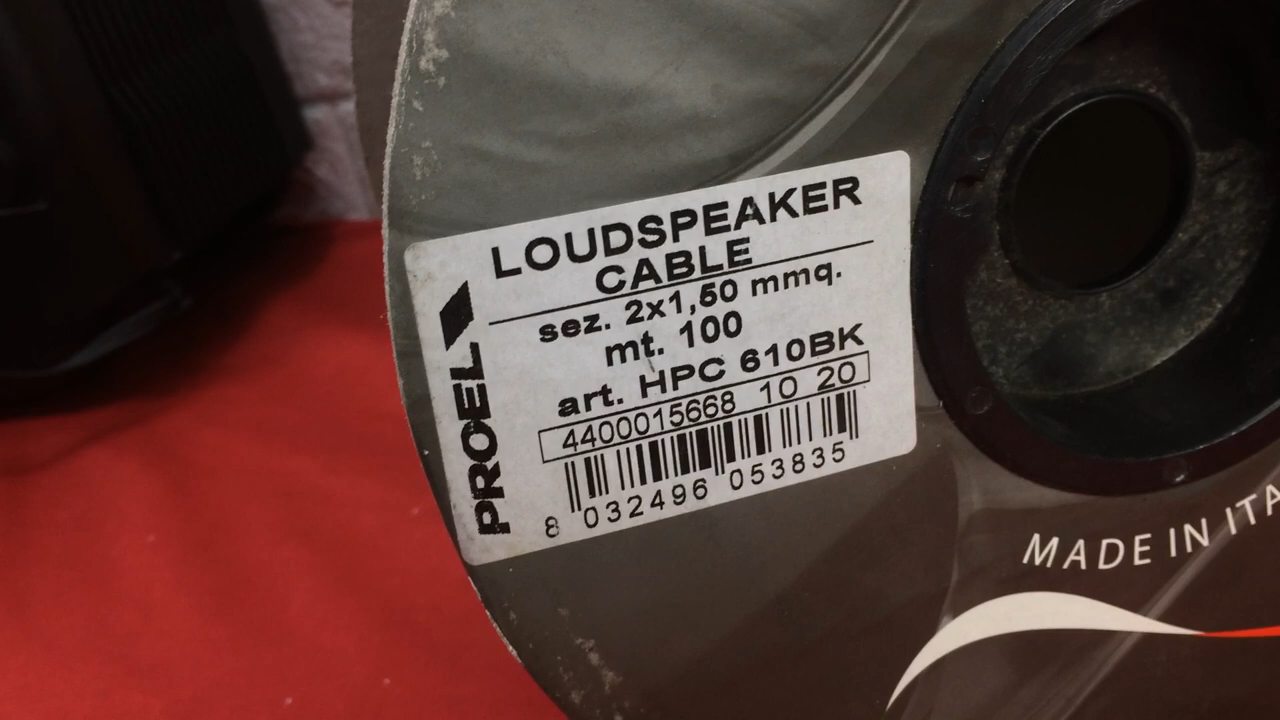 LOUDSPEAKER
CABLE
sez. 2x1,50 mmq.
mt. 100
art. HPC 610BK
4400015668 10 20
8 032496 053835
PROEL
MADE IN ITA